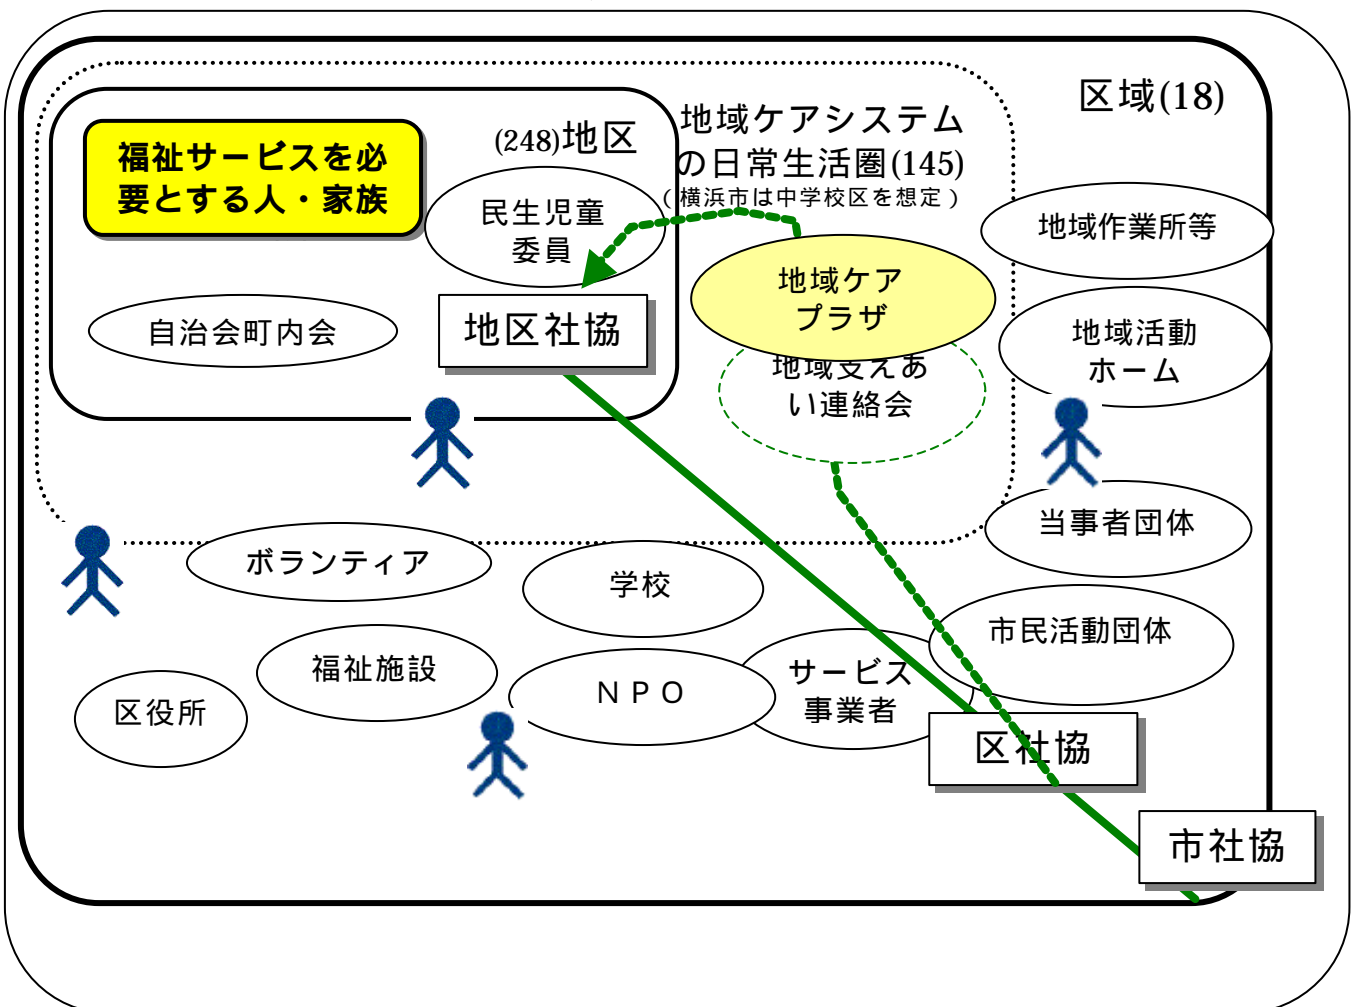 区域(18)
(248)地区
地域ケアシステム
の日常生活圏(145)
(横浜市は中学校区を想定)
福祉サービスを必
要とする人・家族
民生児童
委員
地域作業所等
地域ケア
プラザ
自治会町内会
地区社協
地域活動
ホーム
地域支えあ
い連絡会
当事者団体
ボランティア
学校
市民活動団体
福祉施設
サービス
事業者
NPO
区役所
区社協
市社協